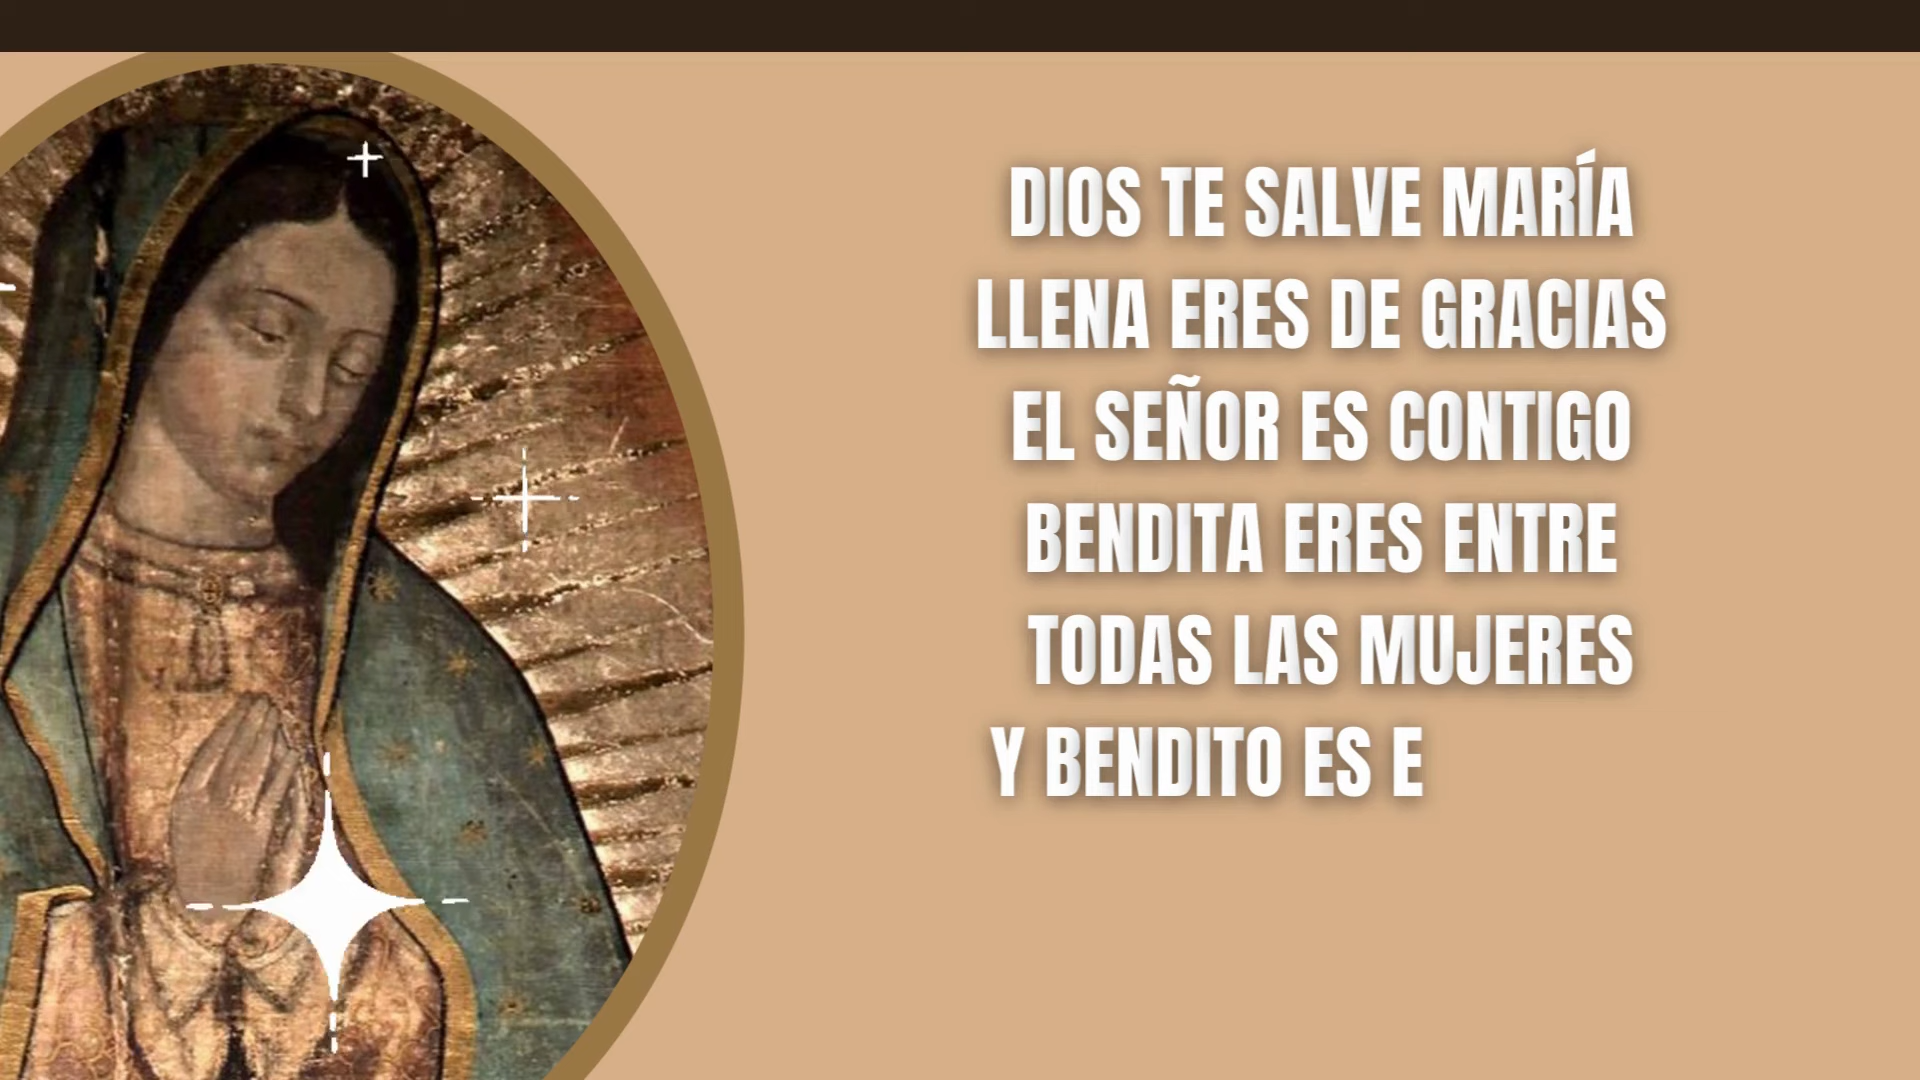 DIOS TE SALVE MARÍA
LLENA ERES DE GRACIAS
EL SEÑOR ES CONTIGO
BENDITA ERES ENTRE
TODAS LAS MUJERES
Y BENDITO ES E